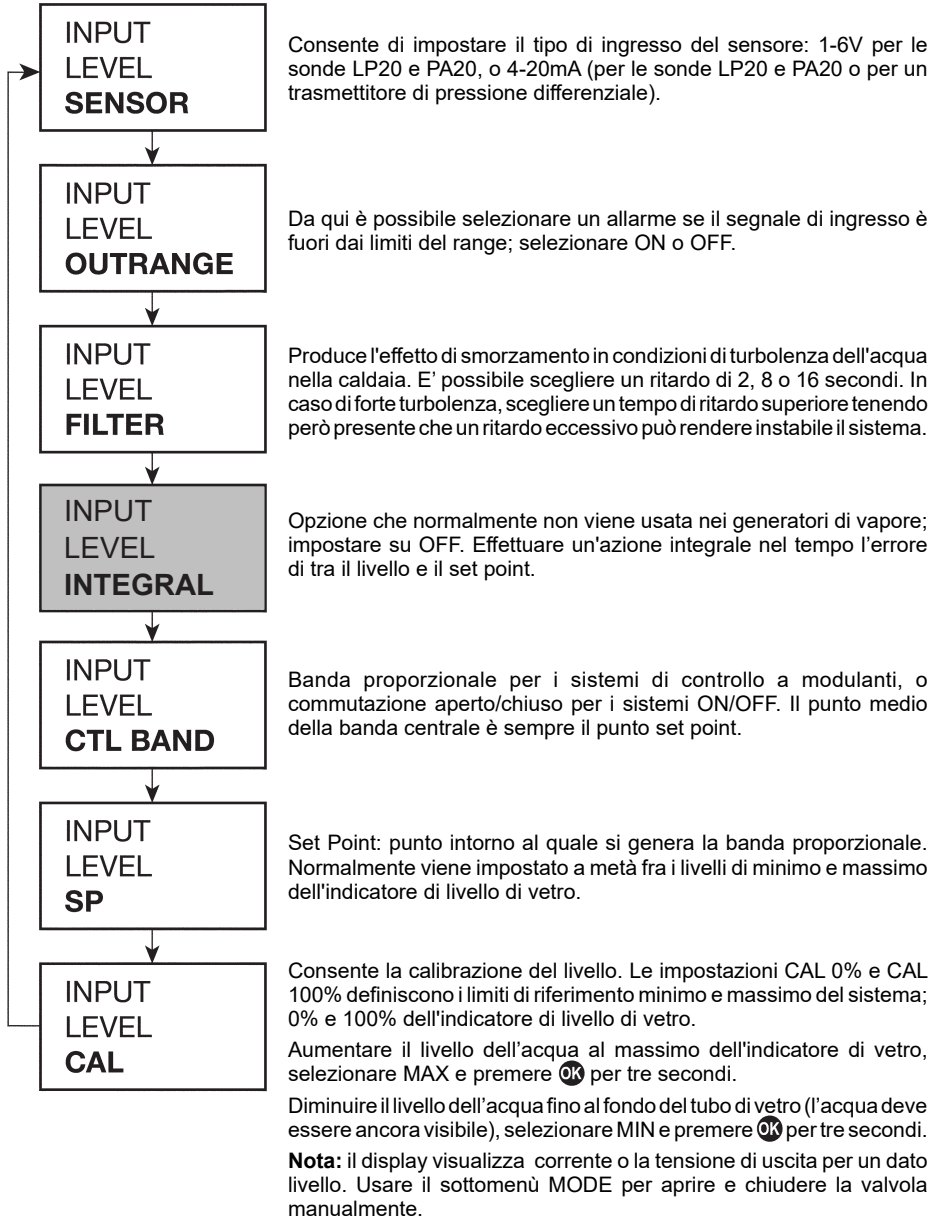 INPUT
LEVEL
SENSOR
Consente di impostare il tipo di ingresso del sensore: 1-6V per le
sonde LP20 e PA20, o 4-20mA (per le sonde LP20 e PA20 o per un
trasmettitore di pressione differenziale).
INPUT
LEVEL
OUTRANGE
Da qui è possibile selezionare un allarme se il segnale di ingresso è
fuori dai limiti del range; selezionare ON o OFF.
INPUT
LEVEL
FILTER
Produce l'effetto di smorzamento in condizioni di turbolenza dell'acqua
nella caldaia. E' possibile scegliere un ritardo di 2, 8 o 16 secondi. In
caso di forte turbolenza, scegliere un tempo di ritardo superiore tenendo
però presente che un ritardo eccessivo può rendere instabile il sistema.
INPUT
LEVEL
INTEGRAL
Opzione che normalmente non viene usata nei generatori di vapore;
impostare su OFF. Effettuare un'azione integrale nel tempo l'errore
di tra il livello e il set point.
INPUT
LEVEL
CTL BAND
Banda proporzionale per i sistemi di controllo a modulanti, o
commutazione aperto/chiuso per i sistemi ON/OFF. Il punto medio
della banda centrale è sempre il punto set point.
INPUT
LEVEL
SP
Set Point: punto intorno al quale si genera la banda proporzionale.
Normalmente viene impostato a metà fra i livelli di minimo e massimo
dell'indicatore di livello di vetro.
INPUT
LEVEL
CAL
Consente la calibrazione del livello. Le impostazioni CAL 0% e CAL
100% definiscono i limiti di riferimento minimo e massimo del sistema;
0% e 100% dell'indicatore di livello di vetro.
Aumentare il livello dell'acqua al massimo dell'indicatore di vetro,
selezionare MAX e premere OK per tre secondi.
Diminuire il livello dell'acqua fino al fondo del tubo di vetro (l'acqua deve
essere ancora visibile), selezionare MIN e premere OK per tre secondi.
Nota: il display visualizza corrente o la tensione di uscita per un dato
livello. Usare il sottomenù MODE per aprire e chiudere la valvola
manualmente.